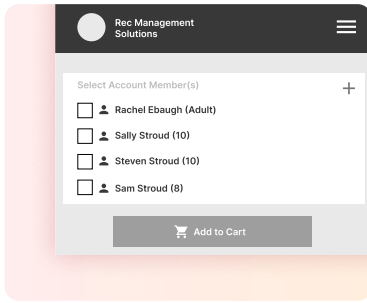 Rec Management
Solutions
Select Account Member(s)
Rachel Ebaugh (Adult)
Sally Stroud (10)
Steven Stroud (10)
Sam Stroud (8)
Add to Cart